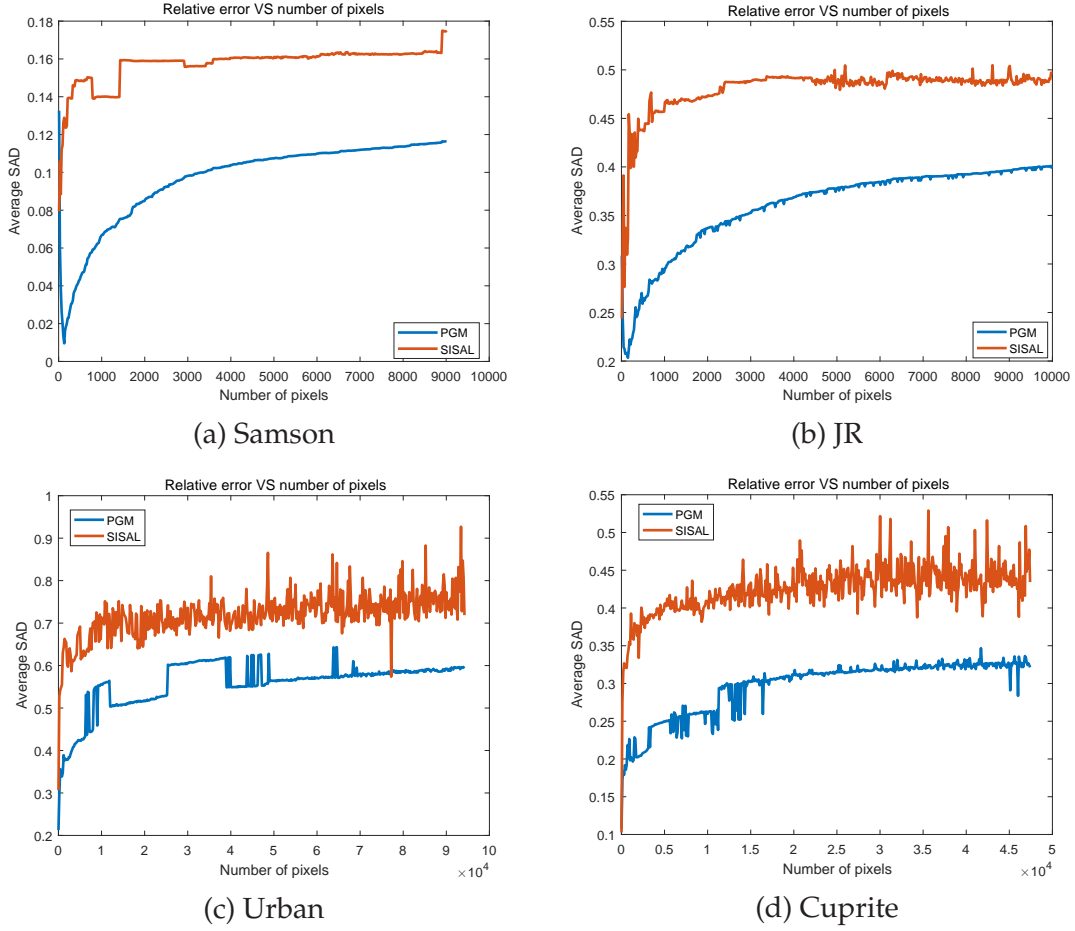 Relative error VS number of pixels
0.18
0.16
0.14
0.12
0.1
0.08
0.06
0.04
0.02
0
Average SAD
PGM
SISAL
0 1000 2000 3000 4000 5000 6000 7000 8000 9000 10000
Number of pixels
(a) Samson
Relative error VS number of pixels
0.55
0.5
0.45
0.4
0.35
0.3
0.25
0.2
Average SAD
PGM
SISAL
0 1000 2000 3000 4000 5000 6000 7000 8000 9000 10000
Number of pixels
(b) JR
Relative error VS number of pixels
1
0.9
0.8
0.7
0.6
0.5
0.4
0.3
0.2
Average SAD
PGM
SISAL
0 1 2 3 4 5 6 7 8 9 10
Number of pixels
×10^4
(c) Urban
Relative error VS number of pixels
0.55
0.5
0.45
0.4
0.35
0.3
0.25
0.2
0.15
0.1
Average SAD
PGM
SISAL
0 0.5 1 1.5 2 2.5 3 3.5 4 4.5 5
Number of pixels
×10^4
(d) Cuprite